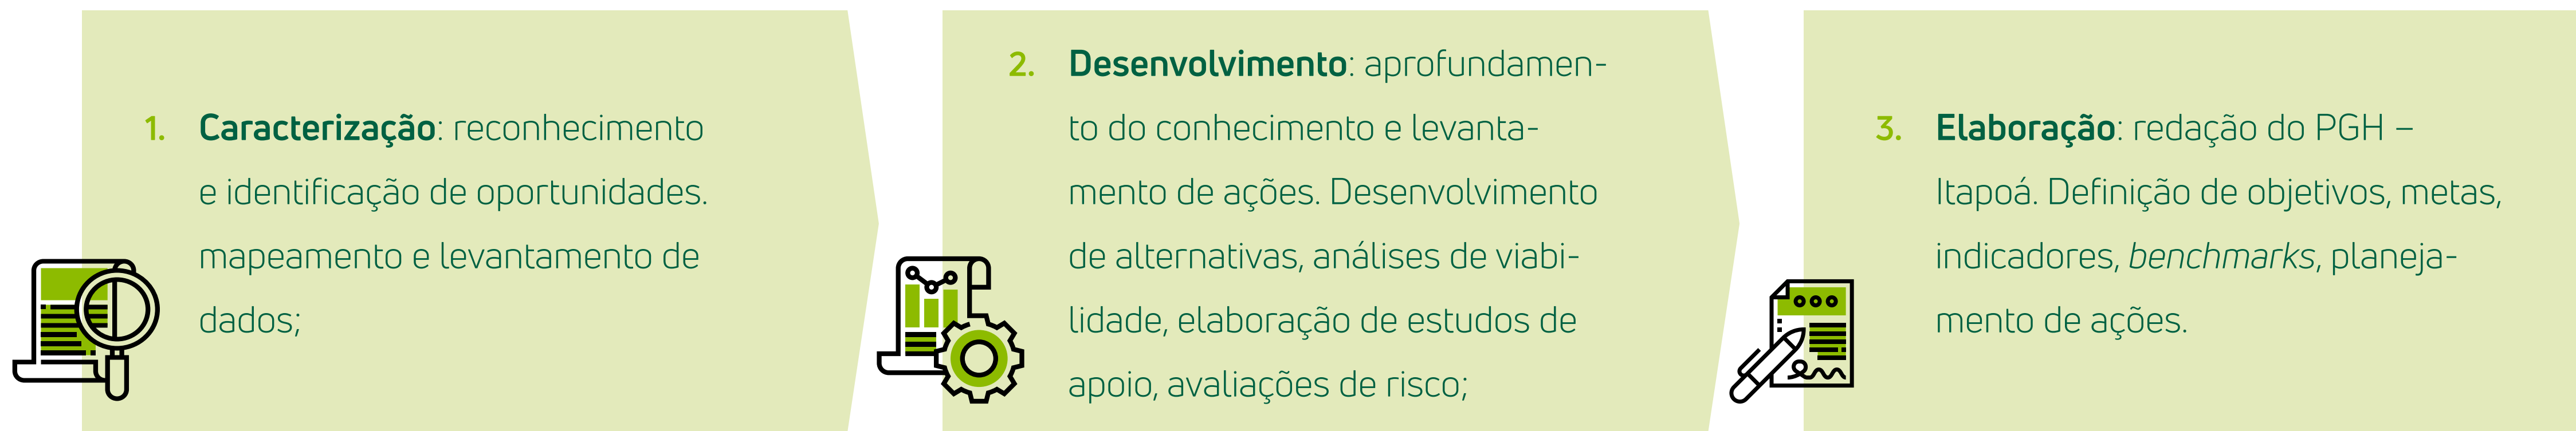 1. Caracterização: reconhecimento
e identificação de oportunidades.
mapeamento e levantamento de
dados;
2. Desenvolvimento: aprofundamen-
to do conhecimento e levanta-
mento de ações. Desenvolvimento
de alternativas, análises de viabi-
lidade, elaboração de estudos de
apoio, avaliações de risco;
3. Elaboração: redação do PGH –
Itapoá. Definição de objetivos, metas,
indicadores, benchmarks, planeja-
mento de ações.